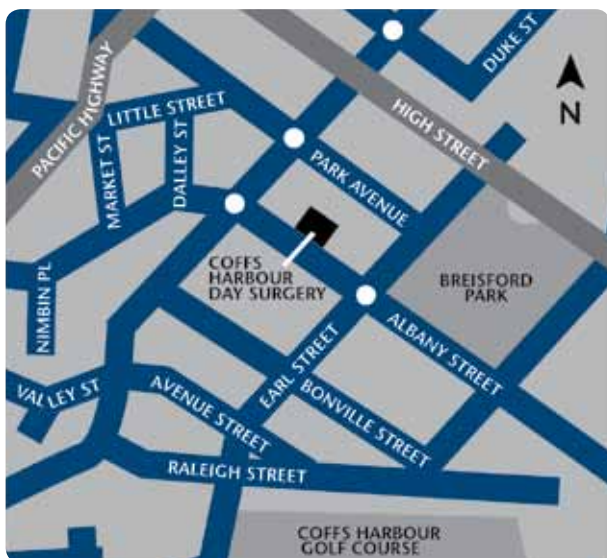 DUKE ST
PACIFIC HIGHWAY
LITTLE STREET
HIGH STREET
N
MARKET ST
DALLEY ST
PARK AVENUE
COFFS
HARBOUR
DAY SURGERY
BREISFORD
PARK
NIMBIN PL
EARL STREET
ALBANY STREET
VALLEY ST
AVENUE STREET
BONVILLE STREET
RALEIGH STREET
COFFS HARBOUR
GOLF COURSE